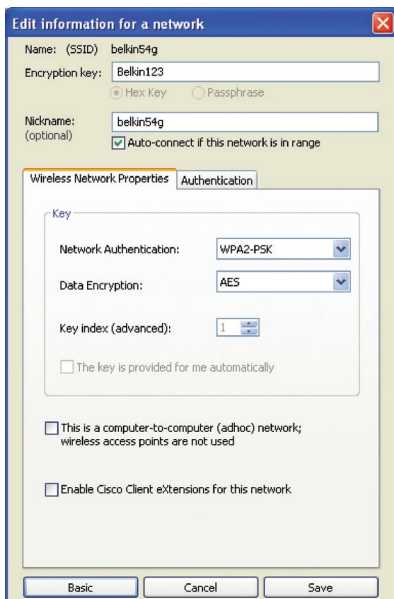 Edit information for a network
Name: (SSID) belkin54g
Encryption key: Belkin123
Hex Key Passphrase
Nickname: belkin54g
(optional)
Auto-connect if this network is in range
Wireless Network Properties Authentication
Key
Network Authentication: WPA2-PSK
Data Encryption: AES
Key index (advanced): 1
The key is provided for me automatically
This is a computer-to-computer (adhoc) network;
wireless access points are not used
Enable Cisco Client eXtensions for this network
Basic Cancel Save